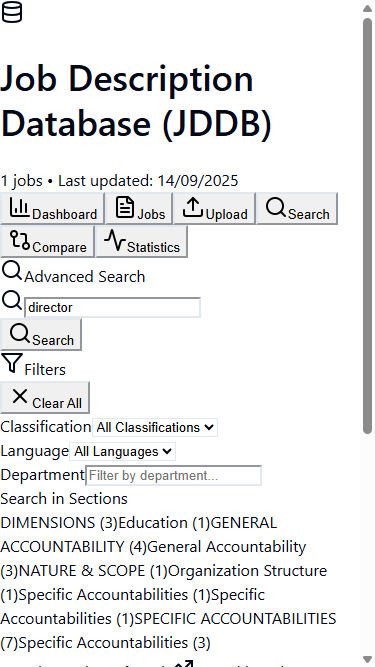 Job Description
Database (JDDB)
1 jobs • Last updated: 14/09/2025
Dashboard Jobs Upload Search
Compare Statistics
Advanced Search
director
Search
Filters
Clear All
Classification All Classifications
Language All Languages
Department Filter by department...
Search in Sections
DIMENSIONS (3)Education (1)GENERAL
ACCOUNTABILITY (4)General Accountability
(3)NATURE & SCOPE (1)Organization Structure
(1)Specific Accountabilities (1)Specific
Accountabilities (1)SPECIFIC ACCOUNTABILITIES
(7)Specific Accountabilities (3)